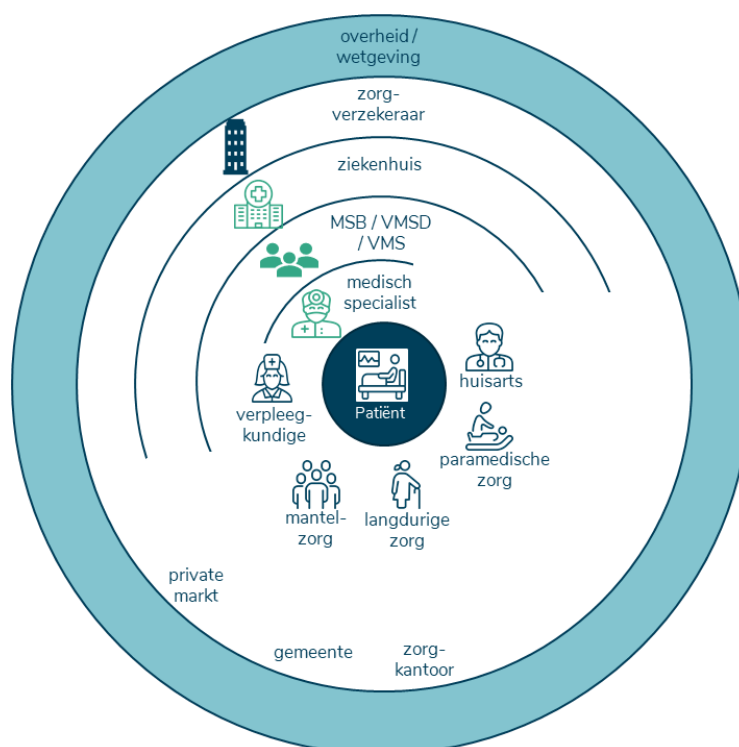 overheid /
wetgeving
zorg-
verzekeraar
ziekenhuis
MSB / VMSD
/ VMS
medisch
specialist
Patiënt
huisarts
verpleeg-
kundige
paramedische
zorg
mantel-
zorg
langdurige
zorg
private
markt
gemeente
zorg-
kantoor